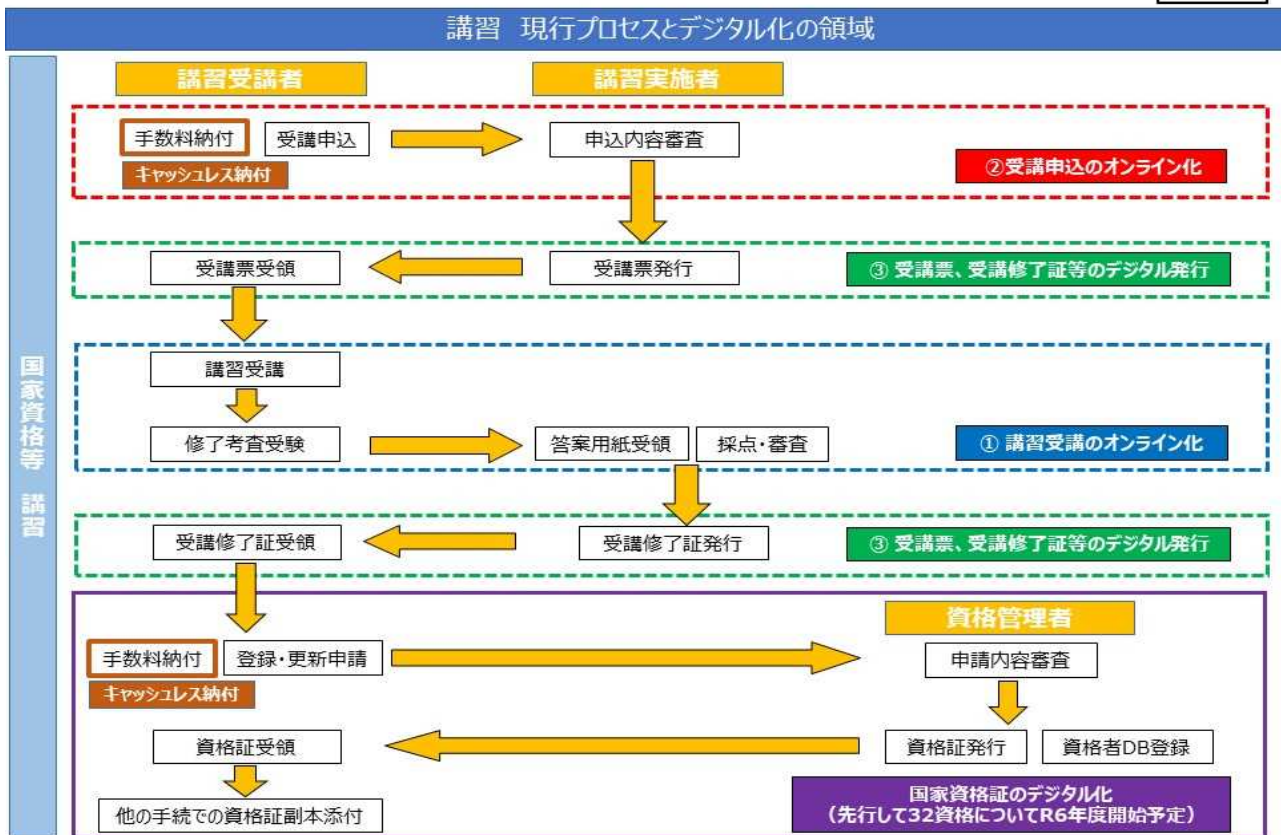 講習 現行プロセスとデジタル化の領域
国家資格等 講習
講習受講者
講習実施者
手数料納付
受講申込
申込内容審査
キャッシュレス納付
②受講申込のオンライン化
受講票受領
受講票発行
③ 受講票、受講修了証等のデジタル発行
講習受講
修了考査受験
答案用紙受領
採点・審査
① 講習受講のオンライン化
受講修了証受領
受講修了証発行
③ 受講票、受講修了証等のデジタル発行
資格管理者
手数料納付
登録・更新申請
申請内容審査
キャッシュレス納付
資格証受領
資格証発行
資格者DB登録
他の手続での資格証副本添付
国家資格証のデジタル化
（先行して32資格についてR6年度開始予定）